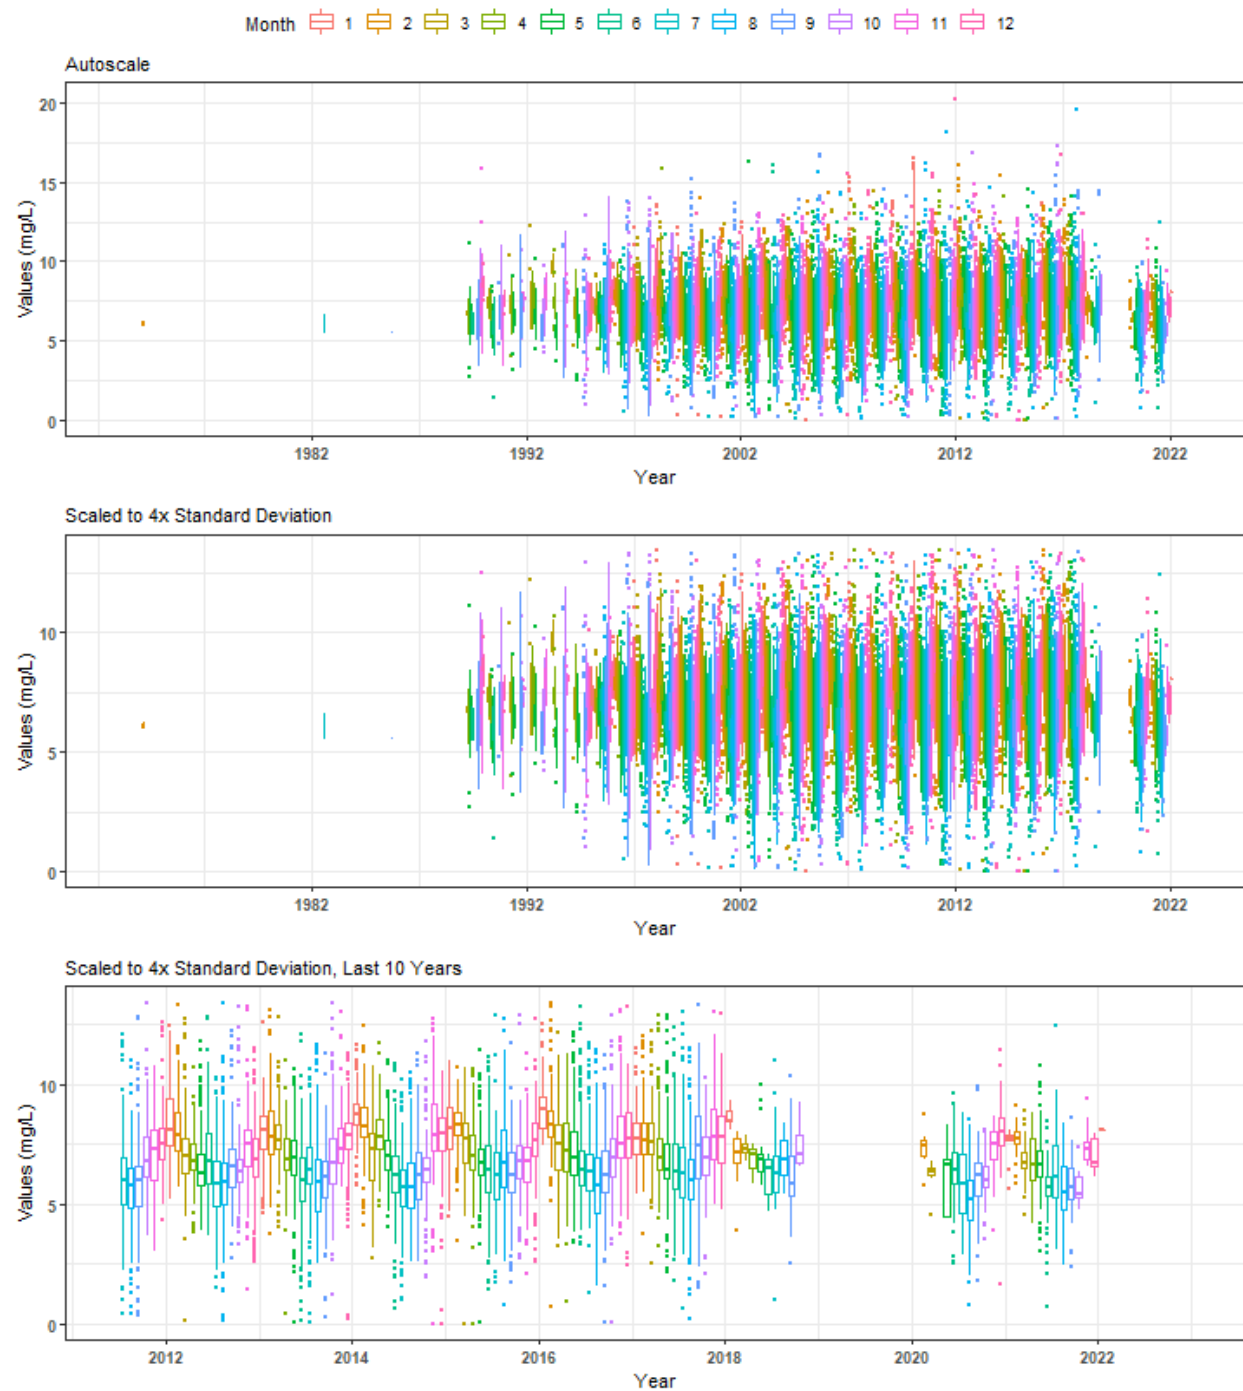 Month 1 2 3 4 5 6 7 8 9 10 11 12
Autoscale
20
15
10
5
0
Values (mg/L)
1982 1992 2002 2012 2022
Year
Scaled to 4x Standard Deviation
10
5
0
Values (mg/L)
1982 1992 2002 2012 2022
Year
Scaled to 4x Standard Deviation, Last 10 Years
10
5
0
Values (mg/L)
2012 2014 2016 2018 2020 2022
Year